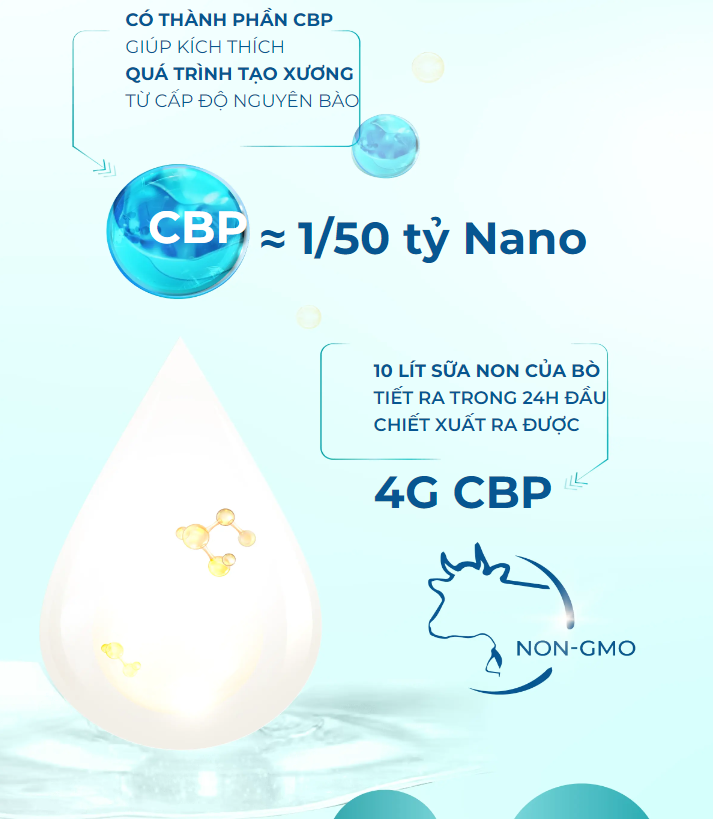 CÓ THÀNH PHẦN CBP
GIÚP KÍCH THÍCH
QUÁ TRÌNH TẠO XƯƠNG
TỪ CẤP ĐỘ NGUYÊN BÀO
CBP ≈ 1/50 tỷ Nano
10 LÍT SỮA NON CỦA BÒ
TIẾT RA TRONG 24H ĐẦU
CHIẾT XUẤT RA ĐƯỢC
4G CBP
NON-GMO